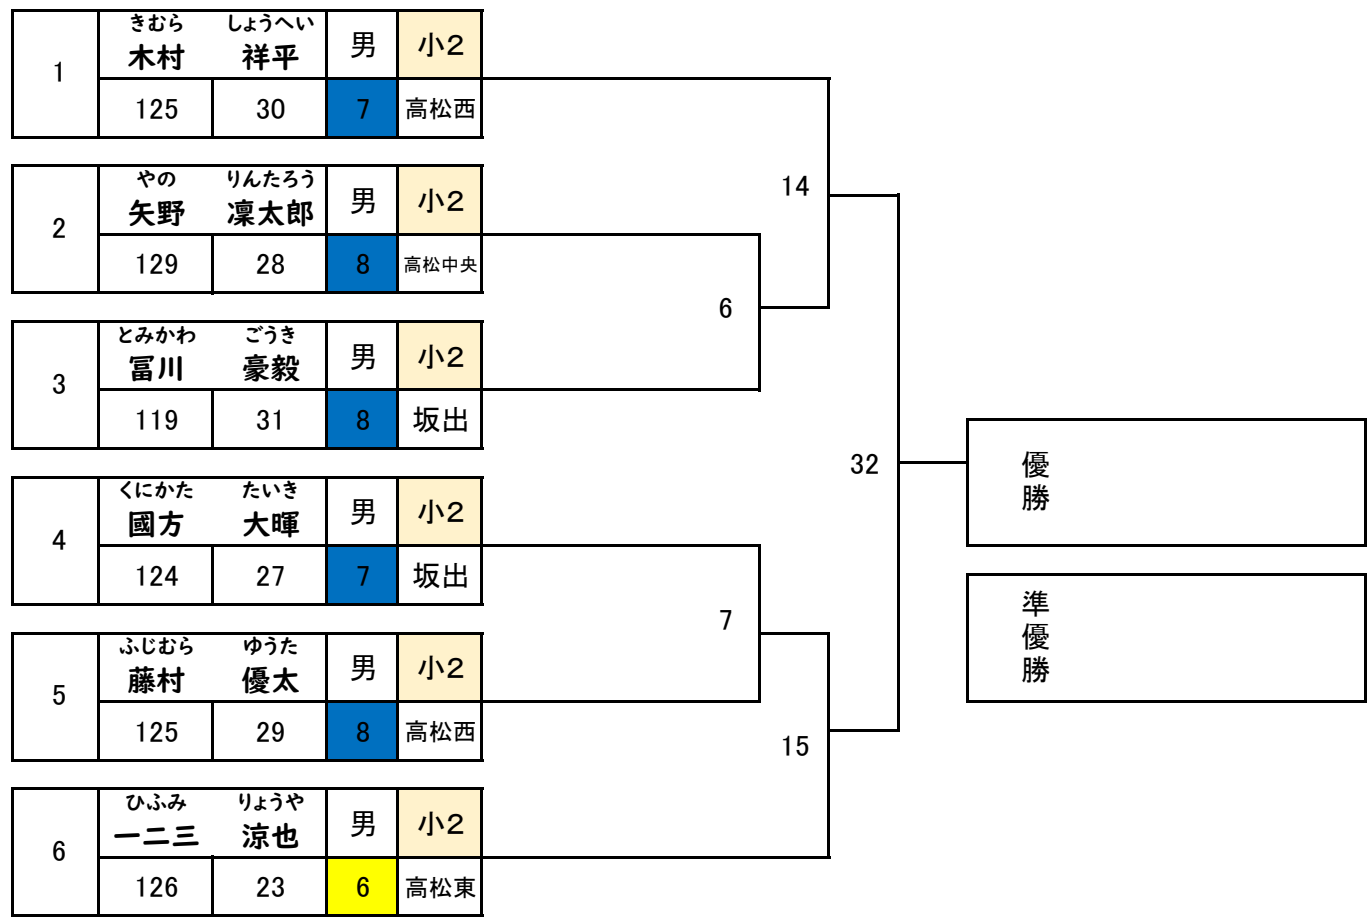 きむら しょうへい
1 木村 祥平 男 小2
125 30 7 高松西
やの りんたろう
2 矢野 凜太郎 男 小2
129 28 8 高松中央
とみかわ ごうき
3 冨川 豪毅 男 小2
119 31 8 坂出
くにかた たいき
4 國方 大暉 男 小2
124 27 7 坂出
ふじむら ゆうた
5 藤村 優太 男 小2
125 29 8 高松西
ひふみ りょうや
6 一二三 涼也 男 小2
126 23 6 高松東
14
6
32
7
15
優勝
準優勝